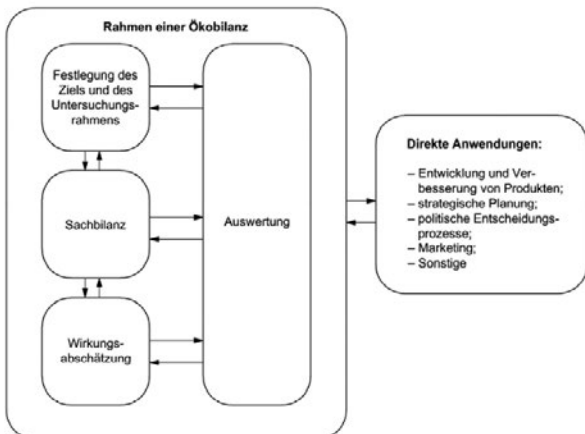 Rahmen einer Ökobilanz
Festlegung des
Ziels und des
Untersuchungs-
rahmens
Sachbilanz
Wirkungs-
abschätzung
Auswertung
Direkte Anwendungen:
– Entwicklung und Ver-
besserung von Produkten;
– strategische Planung;
– politische Entscheidungs-
prozesse;
– Marketing;
– Sonstige